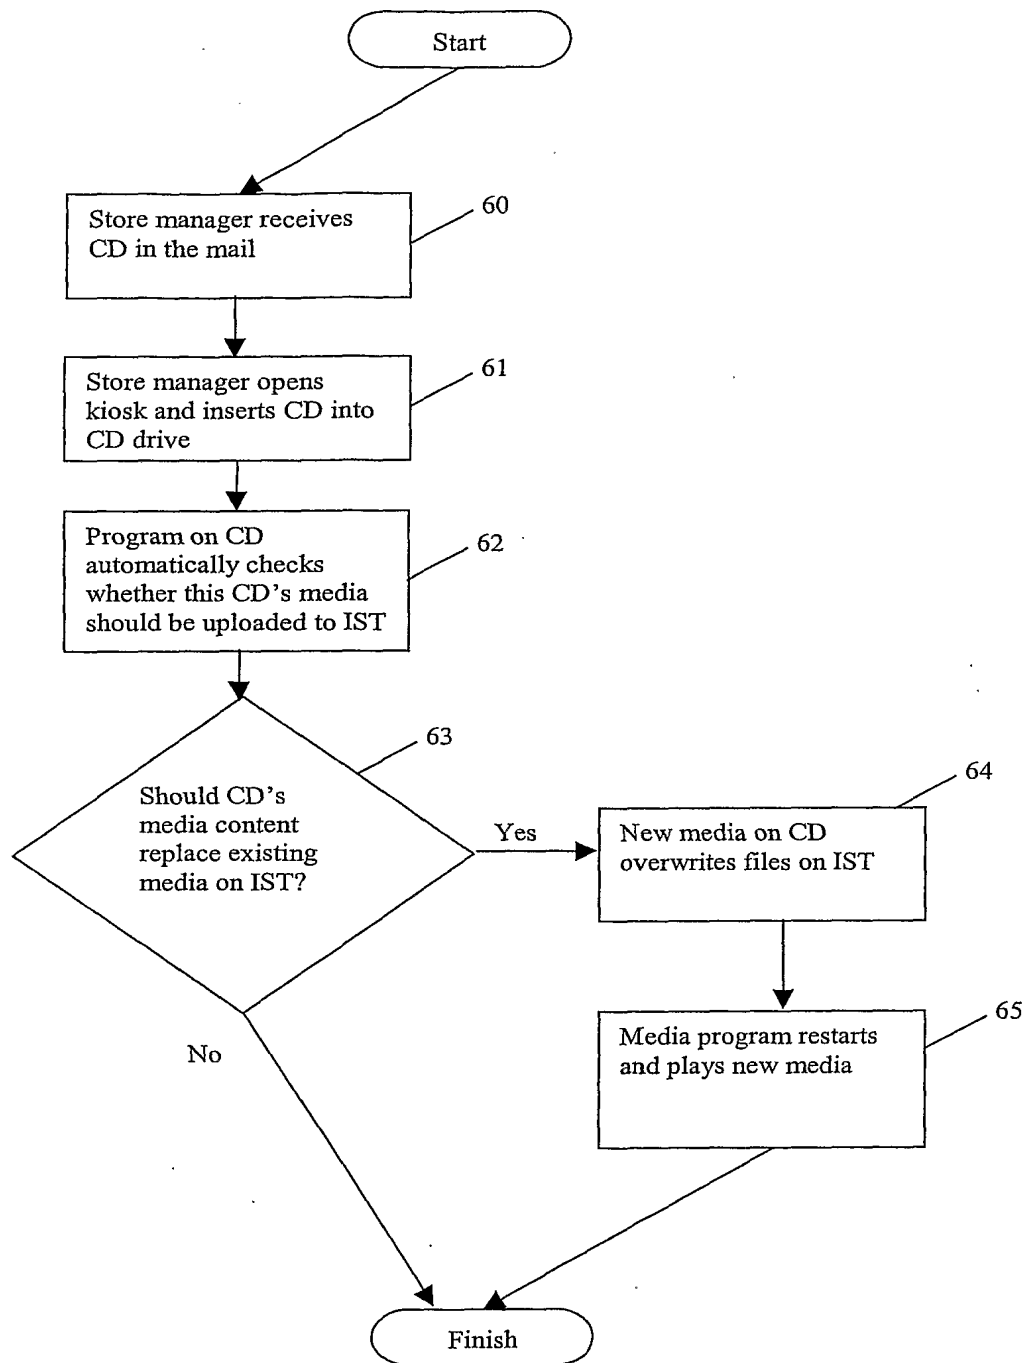 Start
Store manager receives
CD in the mail
60
Store manager opens
kiosk and inserts CD into
CD drive
61
Program on CD
automatically checks
whether this CD's media
should be uploaded to IST
62
63
Should CD's
media content
replace existing
media on IST?
Yes
64
New media on CD
overwrites files on IST
65
Media program restarts
and plays new media
No
Finish